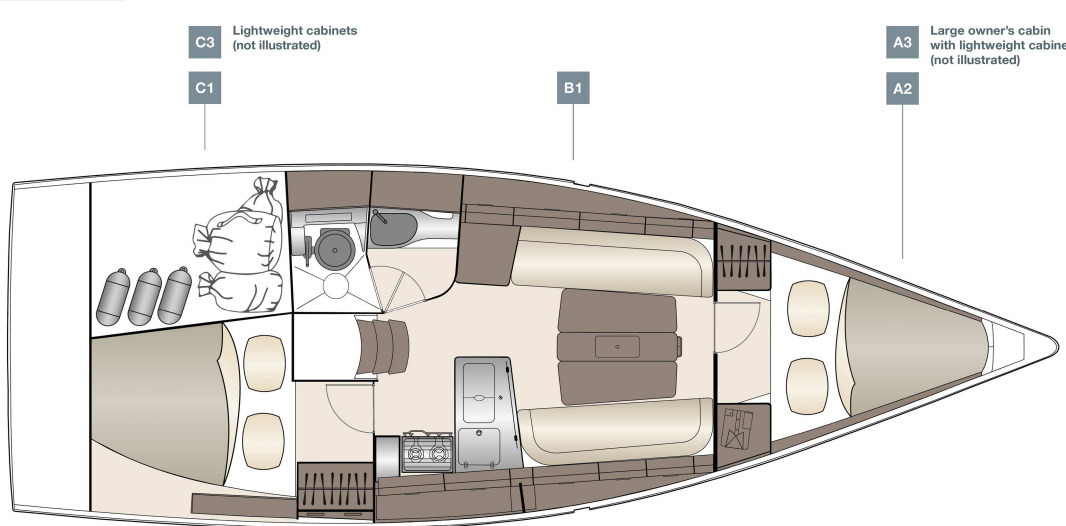 C3
Lightweight cabinets
(not illustrated)
C1
B1
A3
Large owner's cabin
with lightweight cabine
(not illustrated)
A2